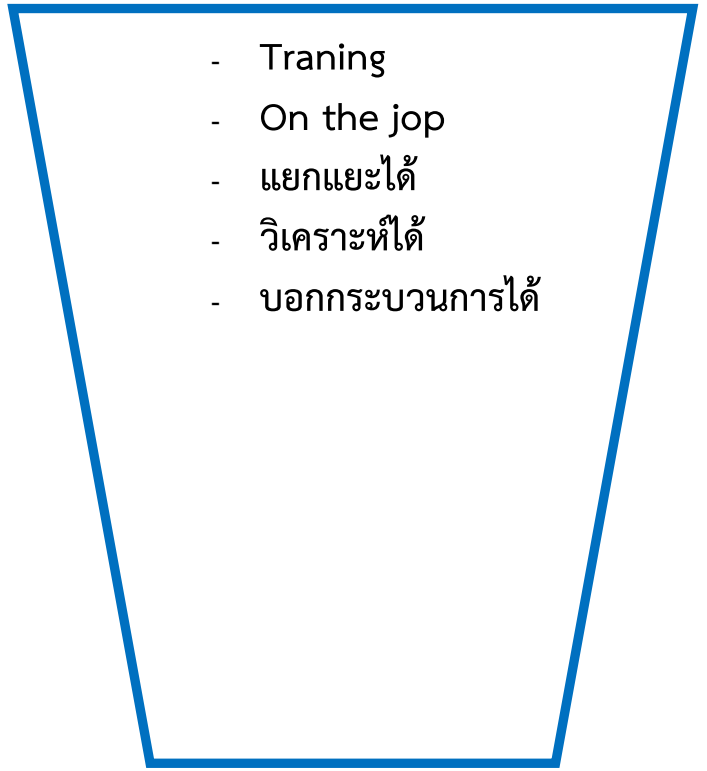 - Traning
- On the jop
- แยกแยะได้
- วิเคราะห์ได้
- บอกกระบวนการได้